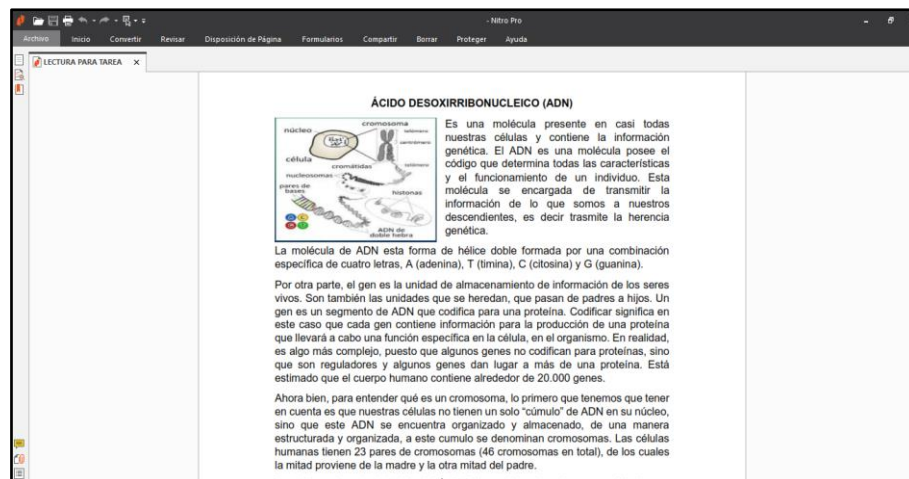 - Nitro Pro
Archivo Inicio Convertir Revisar Disposición de Página Formularios Compartir Borrar Proteger Ayuda
LECTURA PARA TAREA x
ÁCIDO DESOXIRRIBONUCLEICO (ADN)
núcleo
cromosoma
telómero
centrómero
célula
cromátidas
telómero
nucleosomas
pares de
bases
histonas
ADN de
doble hebra
Es una molécula presente en casi todas
nuestras células y contiene la información
genética. El ADN es una molécula posee el
código que determina todas las características
y el funcionamiento de un individuo. Esta
molécula se encargada de transmitir la
información de lo que somos a nuestros
descendientes, es decir trasmite la herencia
genética.
La molécula de ADN esta forma de hélice doble formada por una combinación
específica de cuatro letras, A (adenina), T (timina), C (citosina) y G (guanina).
Por otra parte, el gen es la unidad de almacenamiento de información de los seres
vivos. Son también las unidades que se heredan, que pasan de padres a hijos. Un
gen es un segmento de ADN que codifica para una proteína. Codificar significa en
este caso que cada gen contiene información para la producción de una proteína
que llevará a cabo una función específica en la célula, en el organismo. En realidad,
es algo más complejo, puesto que algunos genes no codifican para proteínas, sino
que son reguladores y algunos genes dan lugar a más de una proteína. Está
estimado que el cuerpo humano contiene alrededor de 20.000 genes.
Ahora bien, para entender qué es un cromosoma, lo primero que tenemos que tener
en cuenta es que nuestras células no tienen un solo “cúmulo” de ADN en su núcleo,
sino que este ADN se encuentra organizado y almacenado, de una manera
estructurada y organizada, a este cumulo se denominan cromosomas. Las células
humanas tienen 23 pares de cromosomas (46 cromosomas en total), de los cuales
la mitad proviene de la madre y la otra mitad del padre.